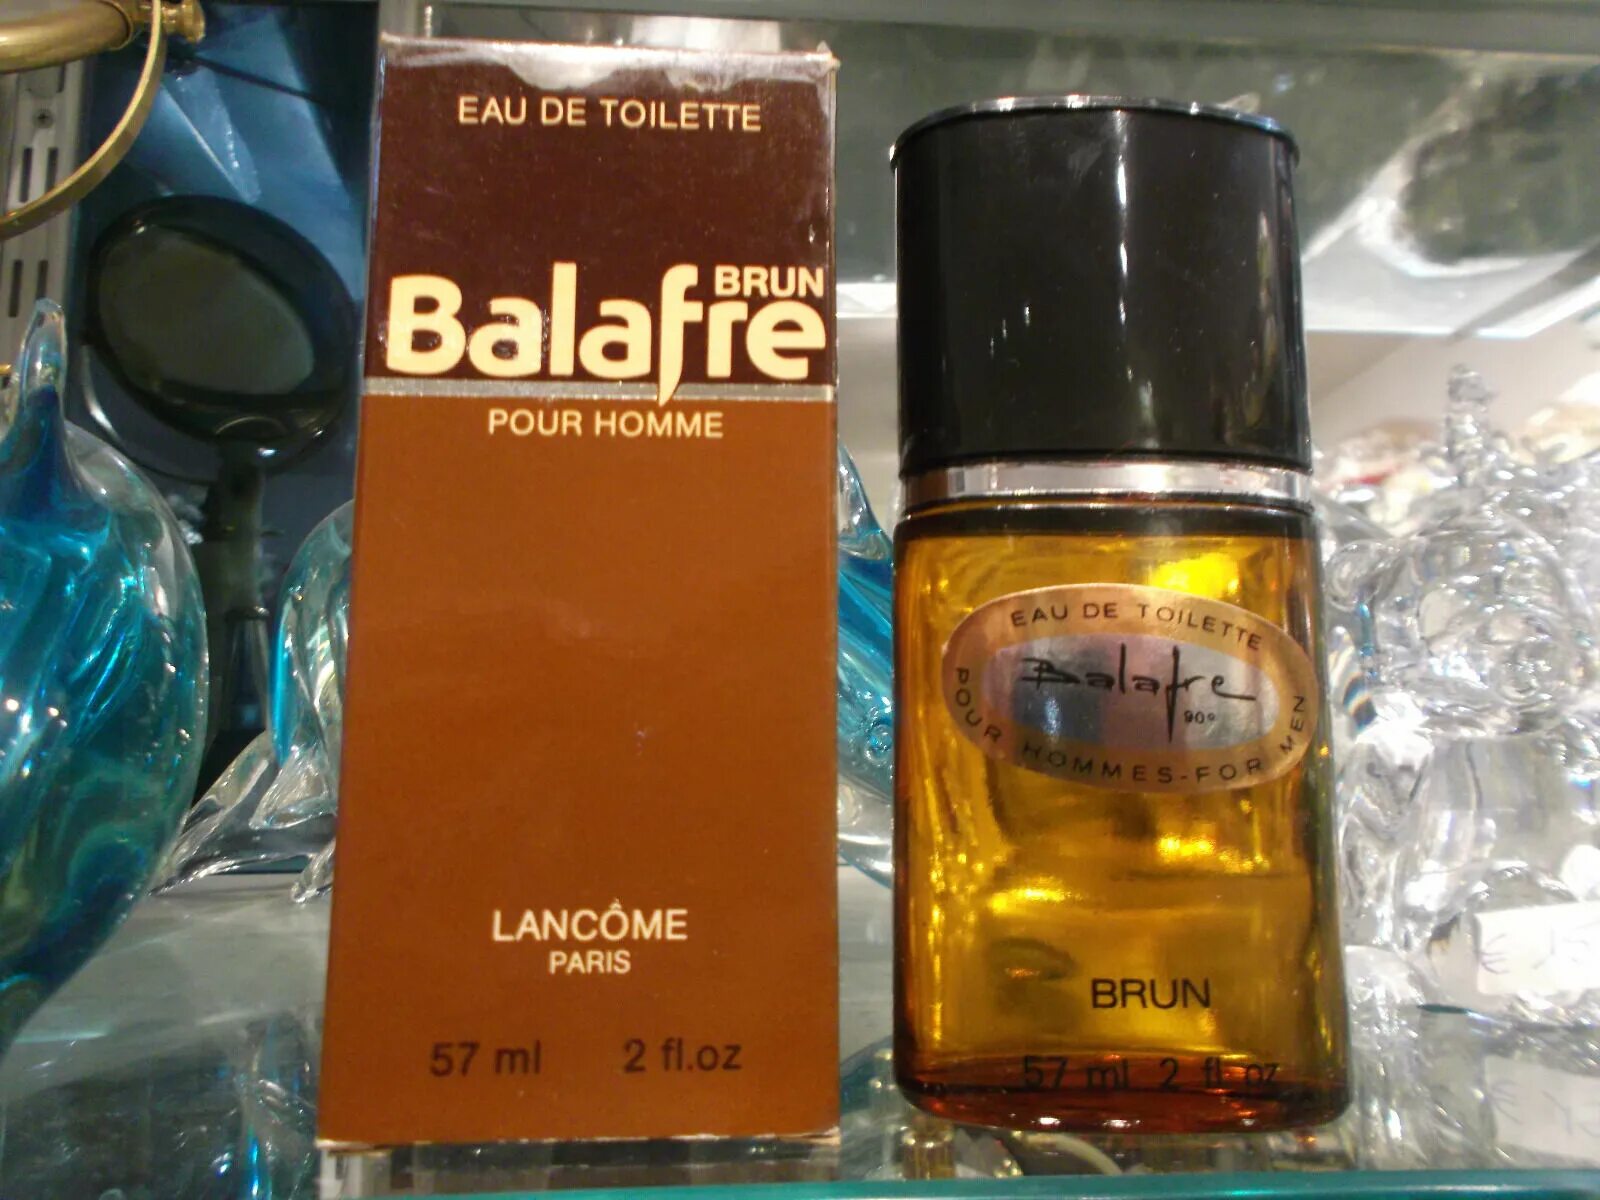 EAU DE TOILETTE
BRUN
Balafre
POUR HOMME
LANCÔME
PARIS
57 ml 2 fl.oz
EAU DE TOILETTE
Balafre
90°
POUR HOMMES-FOR MEN
BRUN
57 ml 2 fl oz
€ 15